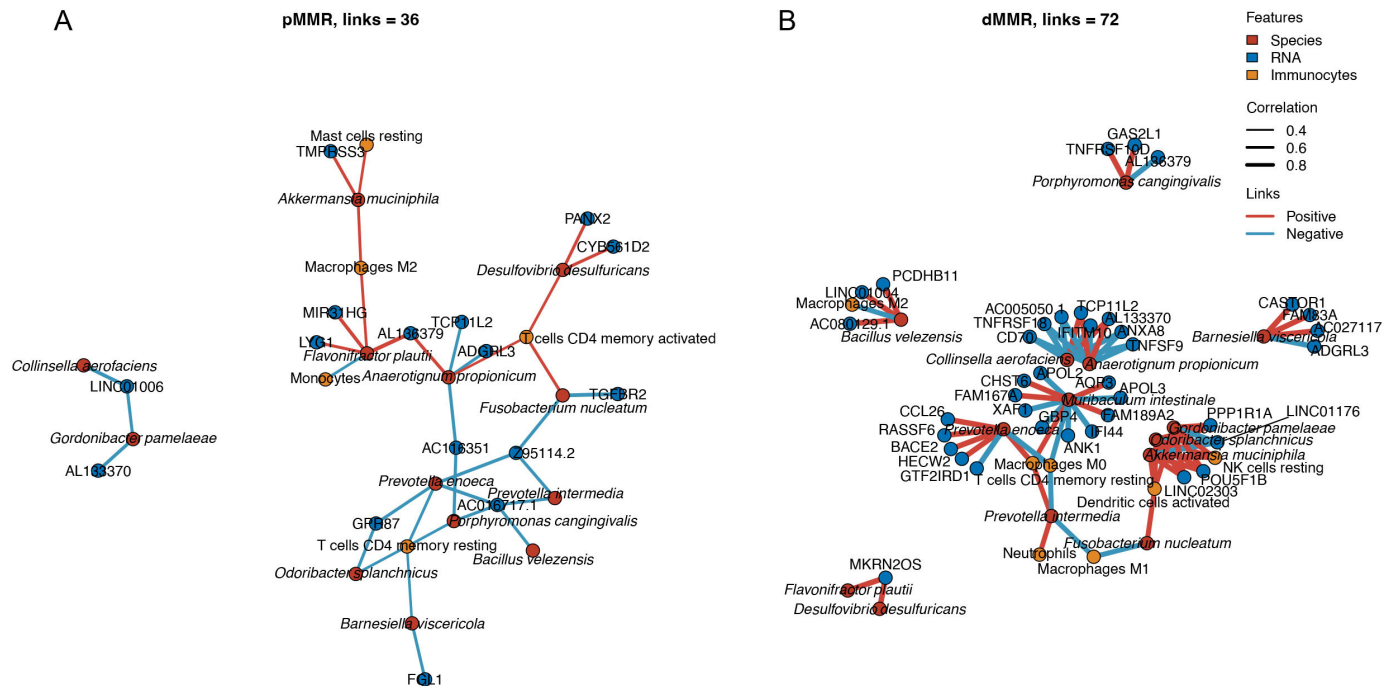 A
pMMR, links = 36
Mast cells resting
TMPRSS3
Akkermansia muciniphila
PANX2
CYB561D2
Desulfovibrio desulfuricans
Macrophages M2
MIR31HG
TCP11L2
AL136379
T cells CD4 memory activated
LYG1
ADGRL3
Flavonifractor plautii
Collinsella aerofaciens
Monocytes
Anaerotignum propionicum
LINC01006
TGFBR2
Fusobacterium nucleatum
Gordonibacter pamelaeae
AC116351
Z95114.2
AL133370
Prevotella enoeca
Prevotella intermedia
AC016717.1
GPR87
Porphyromonas cangingivalis
T cells CD4 memory resting
Bacillus velezensis
Odoribacter splanchnicus
Barnesiella viscericola
FGL1
B
dMMR, links = 72
GAS2L1
TNFRSF10D
AL136379
Porphyromonas cangingivalis
PCDHB11
LINC01004
Macrophages M2
AC080129.1
Bacillus velezensis
AC005050.1
TCP11L2
TNFRSF18
AL133370
CD70
IFITM10
ANXA8
TNFSF9
Collinsella aerofaciens
Anaerotignum propionicum
CASTOR1
FAM83A
AC027117
Barnesiella viscericola
ADGRL3
APOL2
CHST6
AQP3
APOL3
FAM167A
Muribaculum intestinale
XAF1
FAM189A2
GBP4
CCL26
IFI44
RASSF6
Prevotella enoeca
ANK1
BACE2
HECW2
Macrophages M0
GTF2IRD1
T cells CD4 memory resting
PPP1R1A
LINC01176
Gordonibacter pamelaeae
Odoribacter splanchnicus
Akkermansia muciniphila
NK cells resting
POU5F1B
LINC02303
Dendritic cells activated
Prevotella intermedia
Fusobacterium nucleatum
Neutrophils
Macrophages M1
MKRN2OS
Flavonifractor plautii
Desulfovibrio desulfuricans
Features
Species
RNA
Immunocytes
Correlation
0.4
0.6
0.8
Links
Positive
Negative